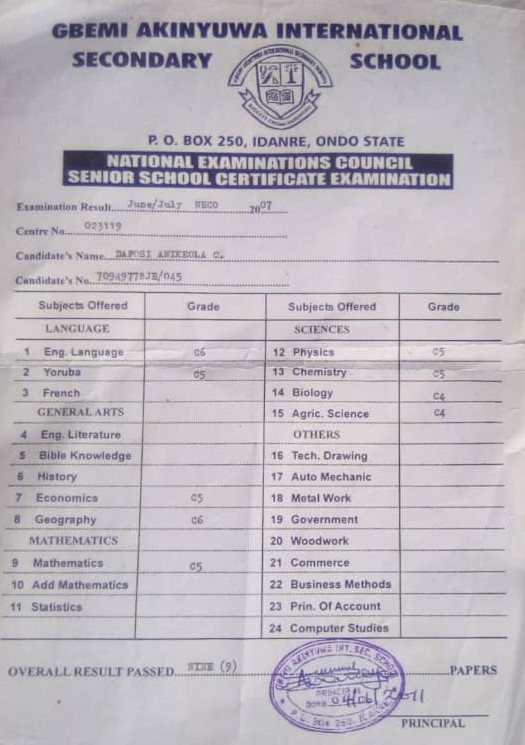 GBEMI AKINYUWA INTERNATIONAL
SECONDARY SCHOOL
P. O. BOX 250, IDANRE, ONDO STATE
NATIONAL EXAMINATIONS COUNCIL
SENIOR SCHOOL CERTIFICATE EXAMINATION
Examination Result June/July NECO 2007
Centre No. 023119
Candidate's Name DAPOSI ANIKEOLA C.
Candidate's No. 70949778JE/045
Subjects Offered Grade Subjects Offered Grade
LANGUAGE SCIENCES
1 Eng. Language C6 12 Physics C5
2 Yoruba C5 13 Chemistry C5
3 French 14 Biology C4
GENERAL ARTS 15 Agric. Science C4
4 Eng. Literature OTHERS
5 Bible Knowledge 16 Tech. Drawing
6 History 17 Auto Mechanic
7 Economics C5 18 Metal Work
8 Geography C6 19 Government
MATHEMATICS 20 Woodwork
9 Mathematics C5 21 Commerce
10 Add Mathematics 22 Business Methods
11 Statistics 23 Prin. Of Account
24 Computer Studies
OVERALL RESULT PASSED NINE (9) PAPERS
GBEMI AKINYUWA INT. SEC. SCHOOL
PRINCIPAL
2011
P. O. Box 250, IDANRE
PRINCIPAL